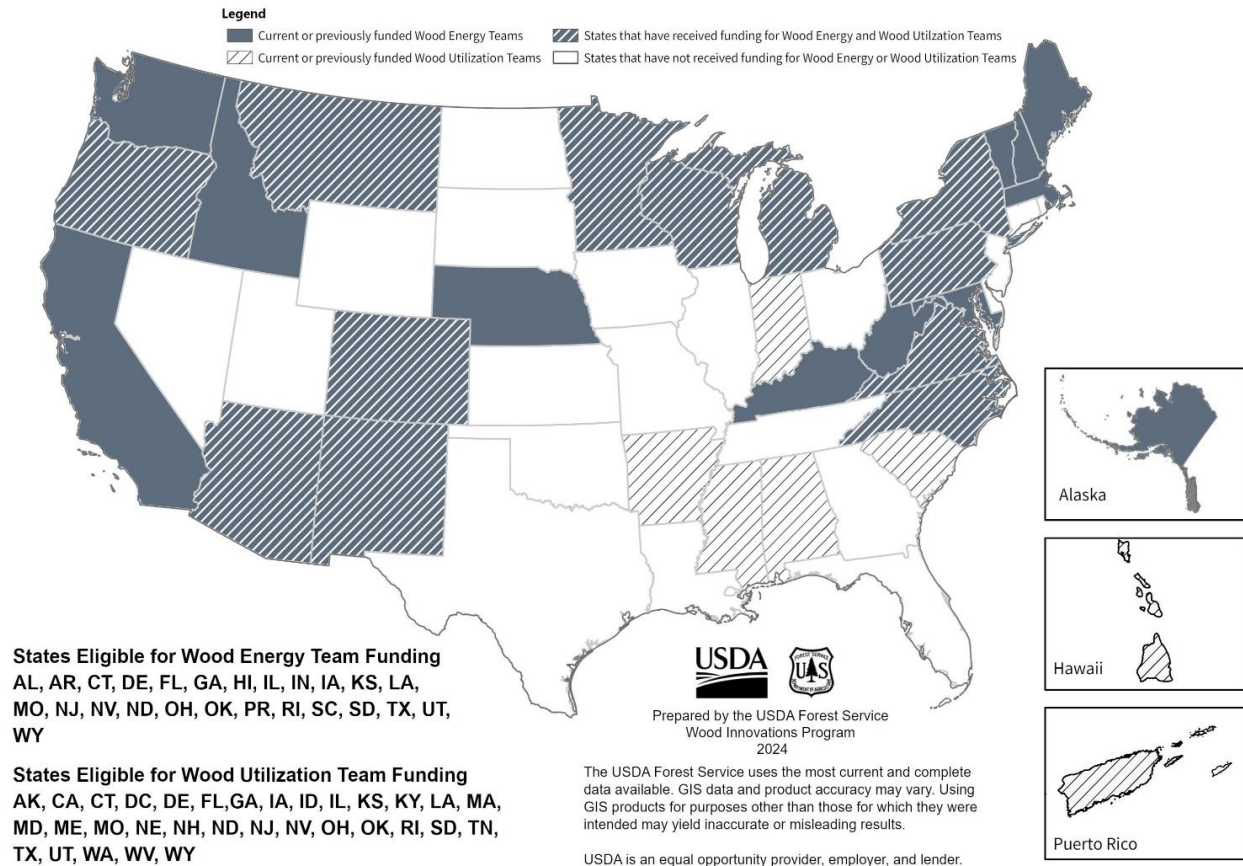 Legend
Current or previously funded Wood Energy Teams
States that have received funding for Wood Energy and Wood Utilzation Teams
Current or previously funded Wood Utilization Teams
States that have not received funding for Wood Energy or Wood Utilization Teams
Alaska
Hawaii
Puerto Rico
States Eligible for Wood Energy Team Funding
AL, AR, CT, DE, FL, GA, HI, IL, IN, IA, KS, LA,
MO, NJ, NV, ND, OH, OK, PR, RI, SC, SD, TX, UT,
WY
States Eligible for Wood Utilization Team Funding
AK, CA, CT, DC, DE, FL,GA, IA, ID, IL, KS, KY, LA, MA,
MD, ME, MO, NE, NH, ND, NJ, NV, OH, OK, RI, SD, TN,
TX, UT, WA, WV, WY
USDA
FOREST SERVICE
U S
DEPARTMENT OF AGRICULTURE
Prepared by the USDA Forest Service
Wood Innovations Program
2024
The USDA Forest Service uses the most current and complete
data available. GIS data and product accuracy may vary. Using
GIS products for purposes other than those for which they were
intended may yield inaccurate or misleading results.
USDA is an equal opportunity provider, employer, and lender.